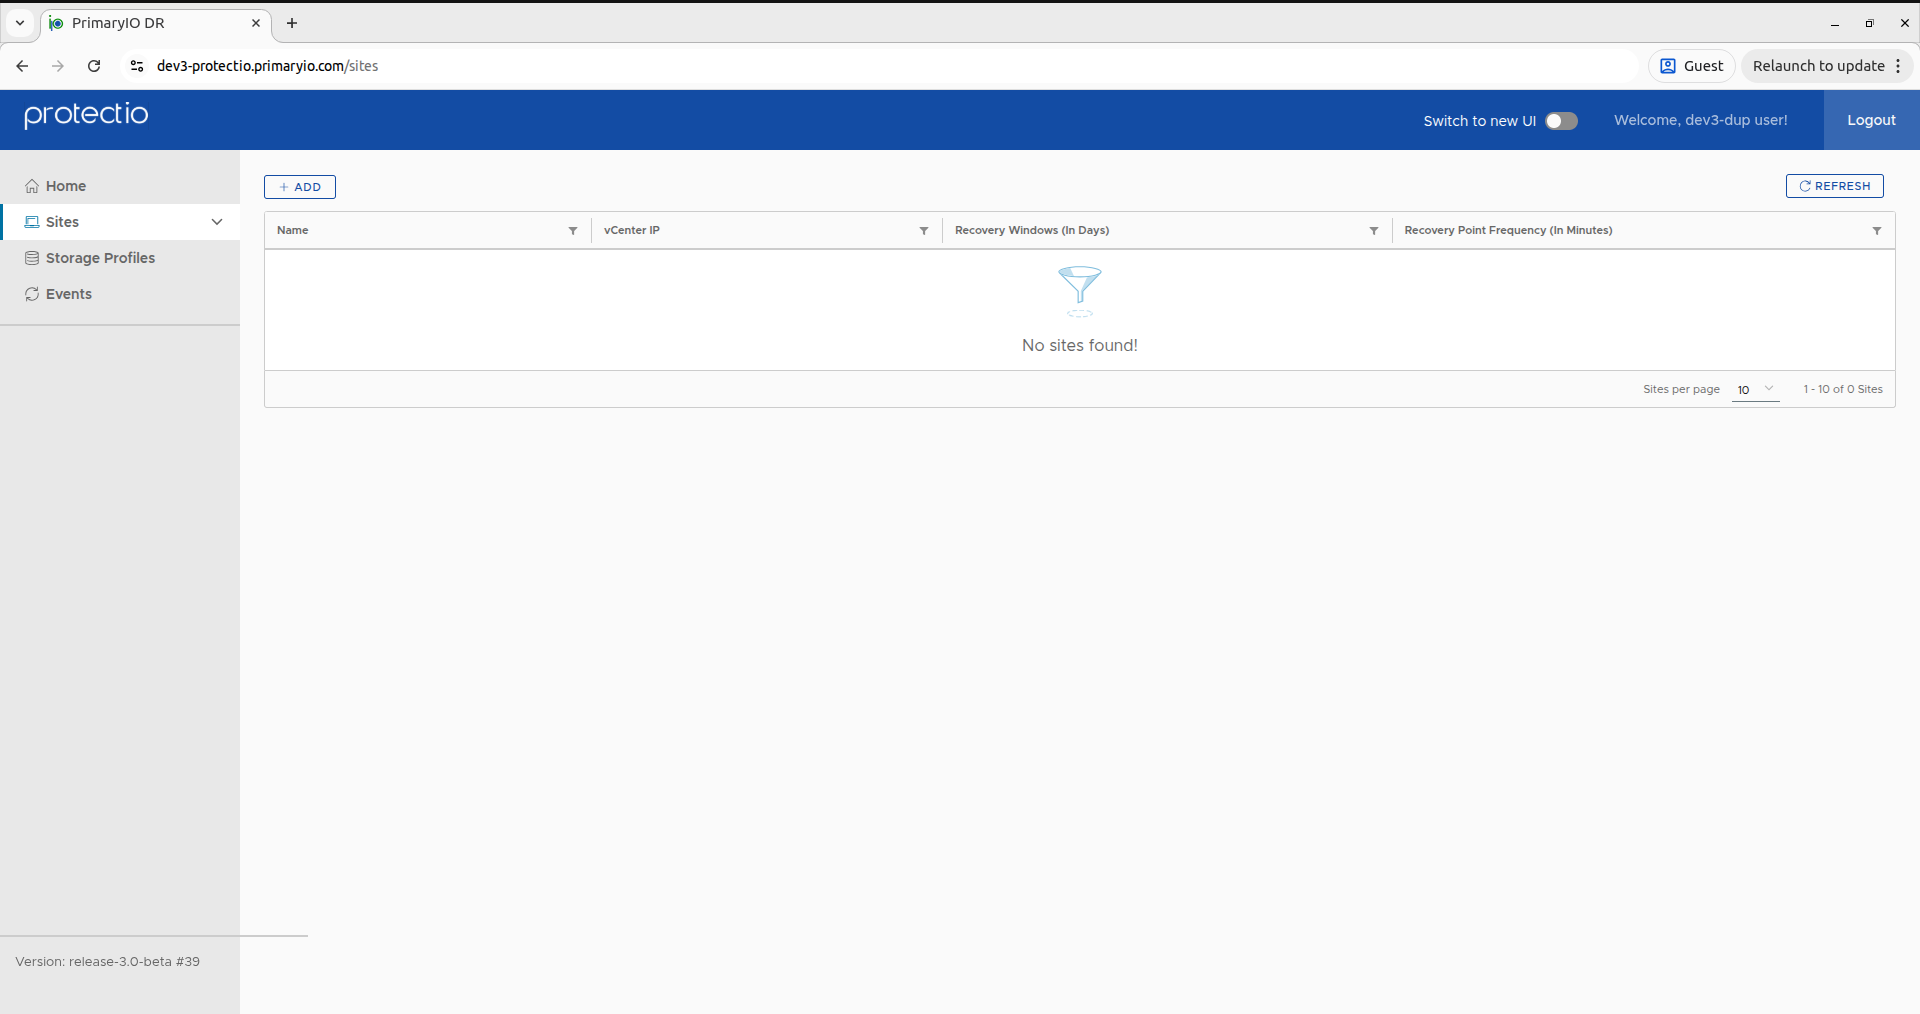 PrimaryIO DR
dev3-protectio.primaryio.com/sites
Guest
Relaunch to update
protectio
Switch to new UI
Welcome, dev3-dup user!
Logout
Home
Sites
Storage Profiles
Events
ADD
REFRESH
Name
vCenter IP
Recovery Windows (In Days)
Recovery Point Frequency (In Minutes)
No sites found!
Sites per page
10
1 - 10 of 0 Sites
Version: release-3.0-beta #39